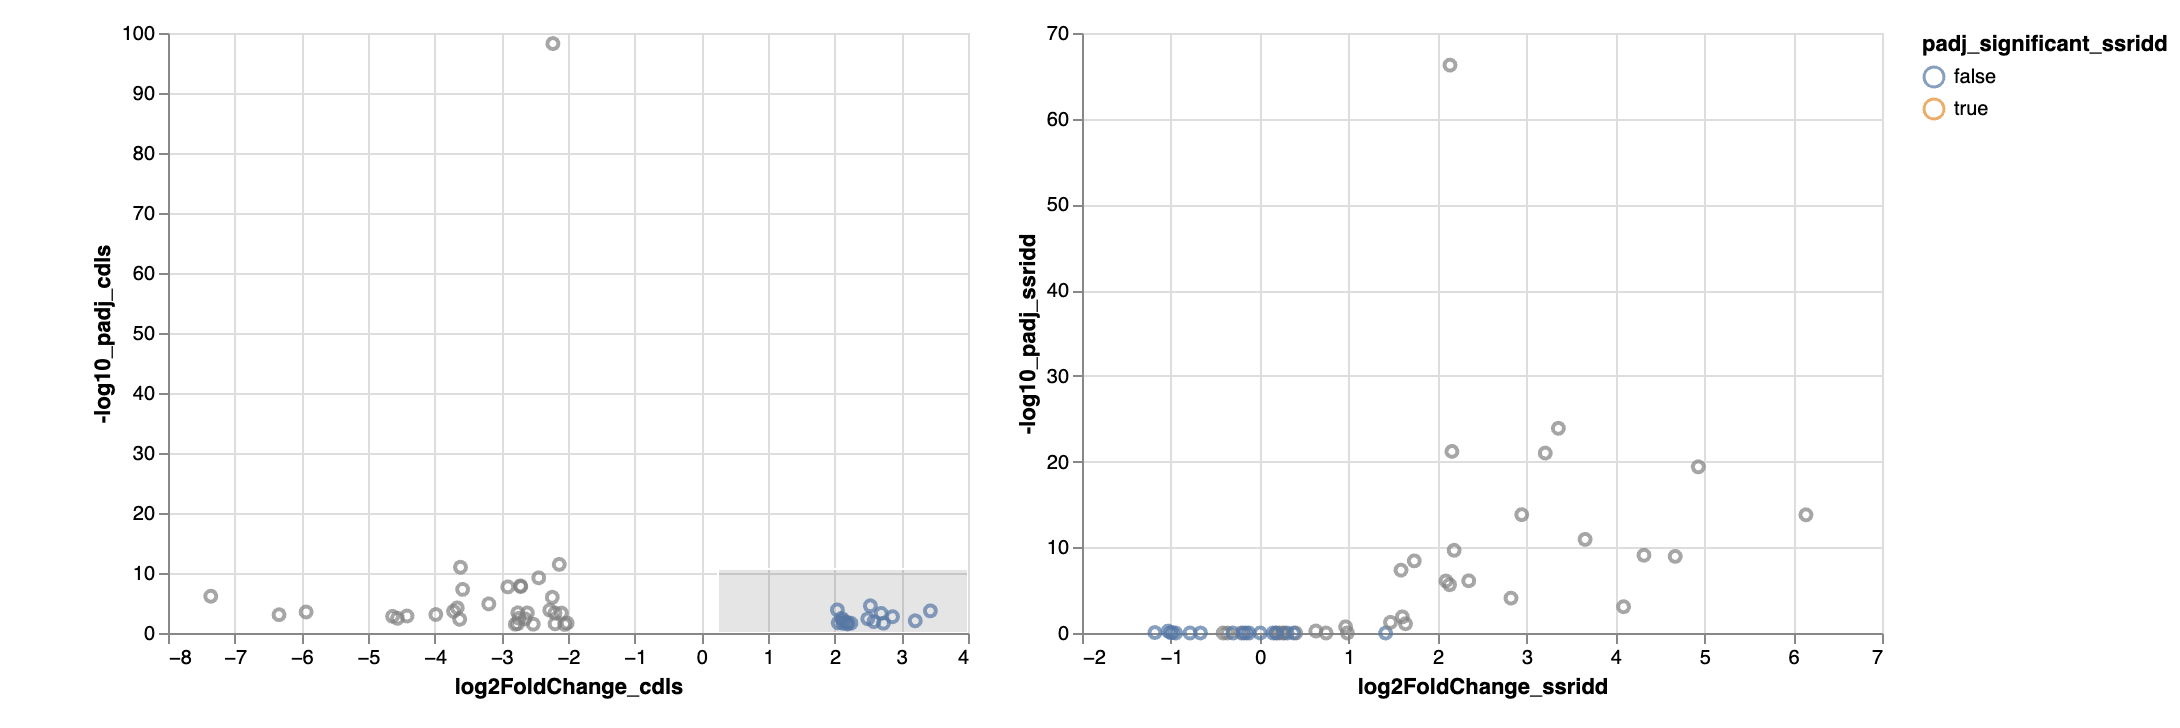 100
90
80
70
60
50
40
30
20
10
0
-log10_padj_cdls
−8 −7 −6 −5 −4 −3 −2 −1 0 1 2 3 4
log2FoldChange_cdls
70
60
50
40
30
20
10
0
-log10_padj_ssridd
−2 −1 0 1 2 3 4 5 6 7
log2FoldChange_ssridd
padj_significant_ssridd
false
true